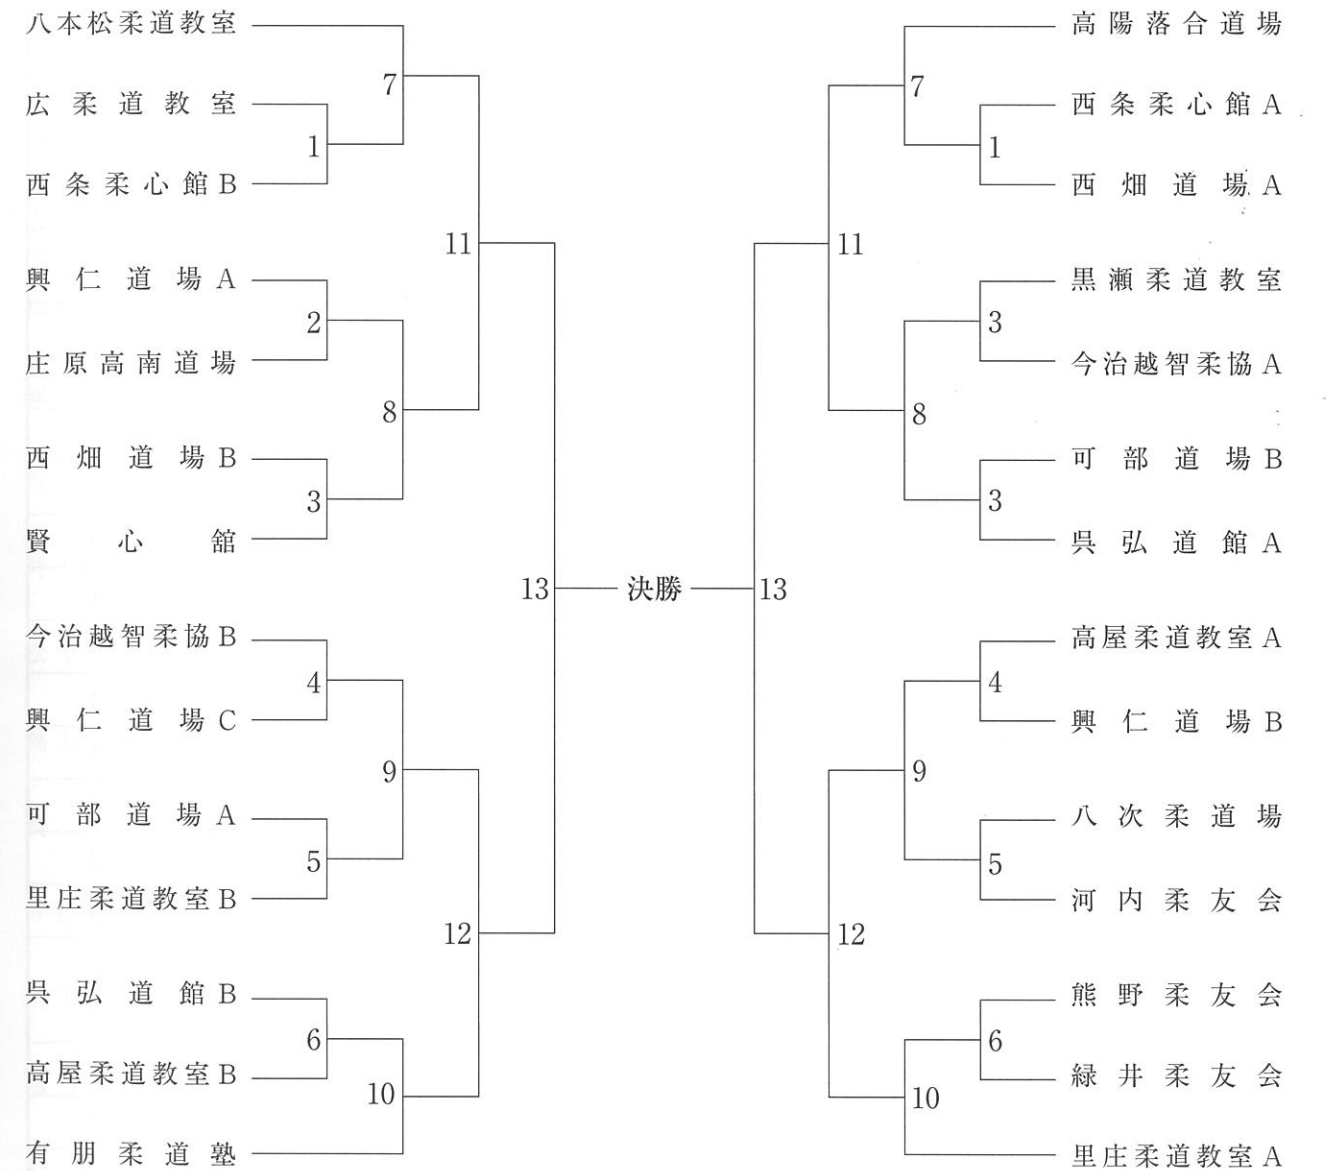 八本松柔道教室
広柔道教室
西条柔心館B
興仁道場A
庄原高南道場
西畑道場B
賢心舘
今治越智柔協B
興仁道場C
可部道場A
里庄柔道教室B
呉弘道館B
高屋柔道教室B
有朋柔道塾
7
1
11
2
8
3
13
4
9
5
12
6
10
決勝
高陽落合道場
西条柔心館A
西畑道場A
黒瀬柔道教室
今治越智柔協A
可部道場B
呉弘道館A
高屋柔道教室A
興仁道場B
八次柔道場
河内柔友会
熊野柔友会
緑井柔友会
里庄柔道教室A
7
1
11
3
8
3
13
4
9
5
12
6
10